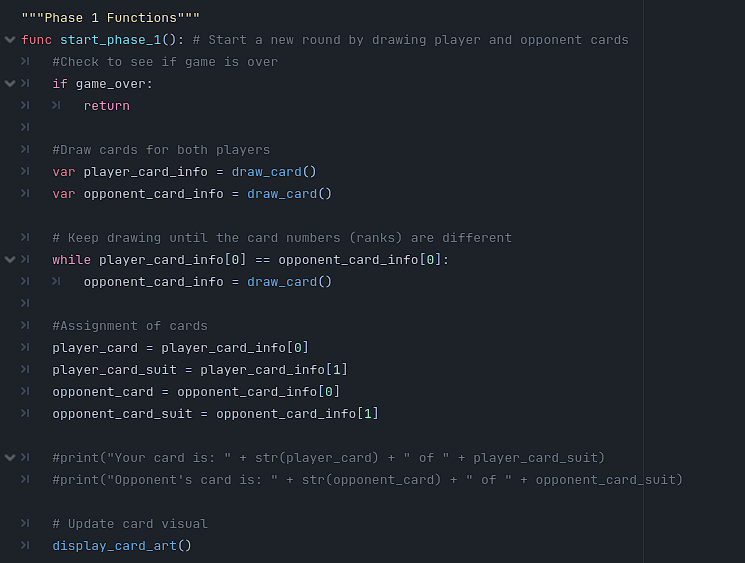 """Phase 1 Functions"""
func start_phase_1(): # Start a new round by drawing player and opponent cards
#Check to see if game is over
if game_over:
return
#Draw cards for both players
var player_card_info = draw_card()
var opponent_card_info = draw_card()
# Keep drawing until the card numbers (ranks) are different
while player_card_info[0] == opponent_card_info[0]:
opponent_card_info = draw_card()
#Assignment of cards
player_card = player_card_info[0]
player_card_suit = player_card_info[1]
opponent_card = opponent_card_info[0]
opponent_card_suit = opponent_card_info[1]
#print("Your card is: " + str(player_card) + " of " + player_card_suit)
#print("Opponent's card is: " + str(opponent_card) + " of " + opponent_card_suit)
# Update card visual
display_card_art()